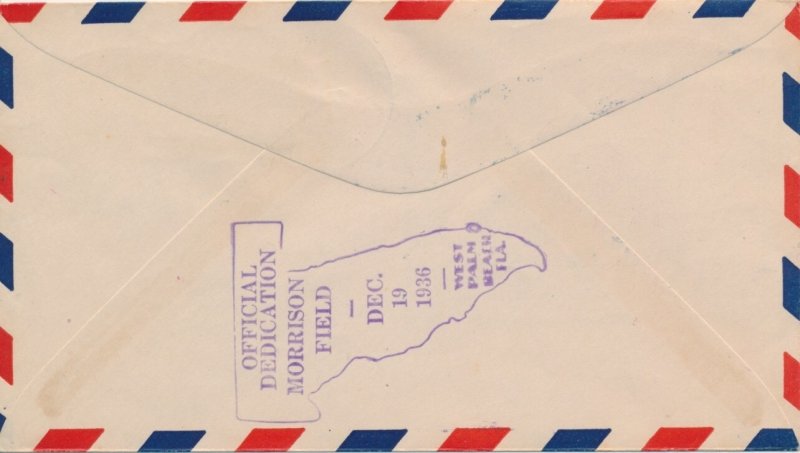 OFFICIAL
DEDICATION
MORRISON
FIELD
—
DEC.
19
1936
—
WEST
PALM
BEACH
FLA.